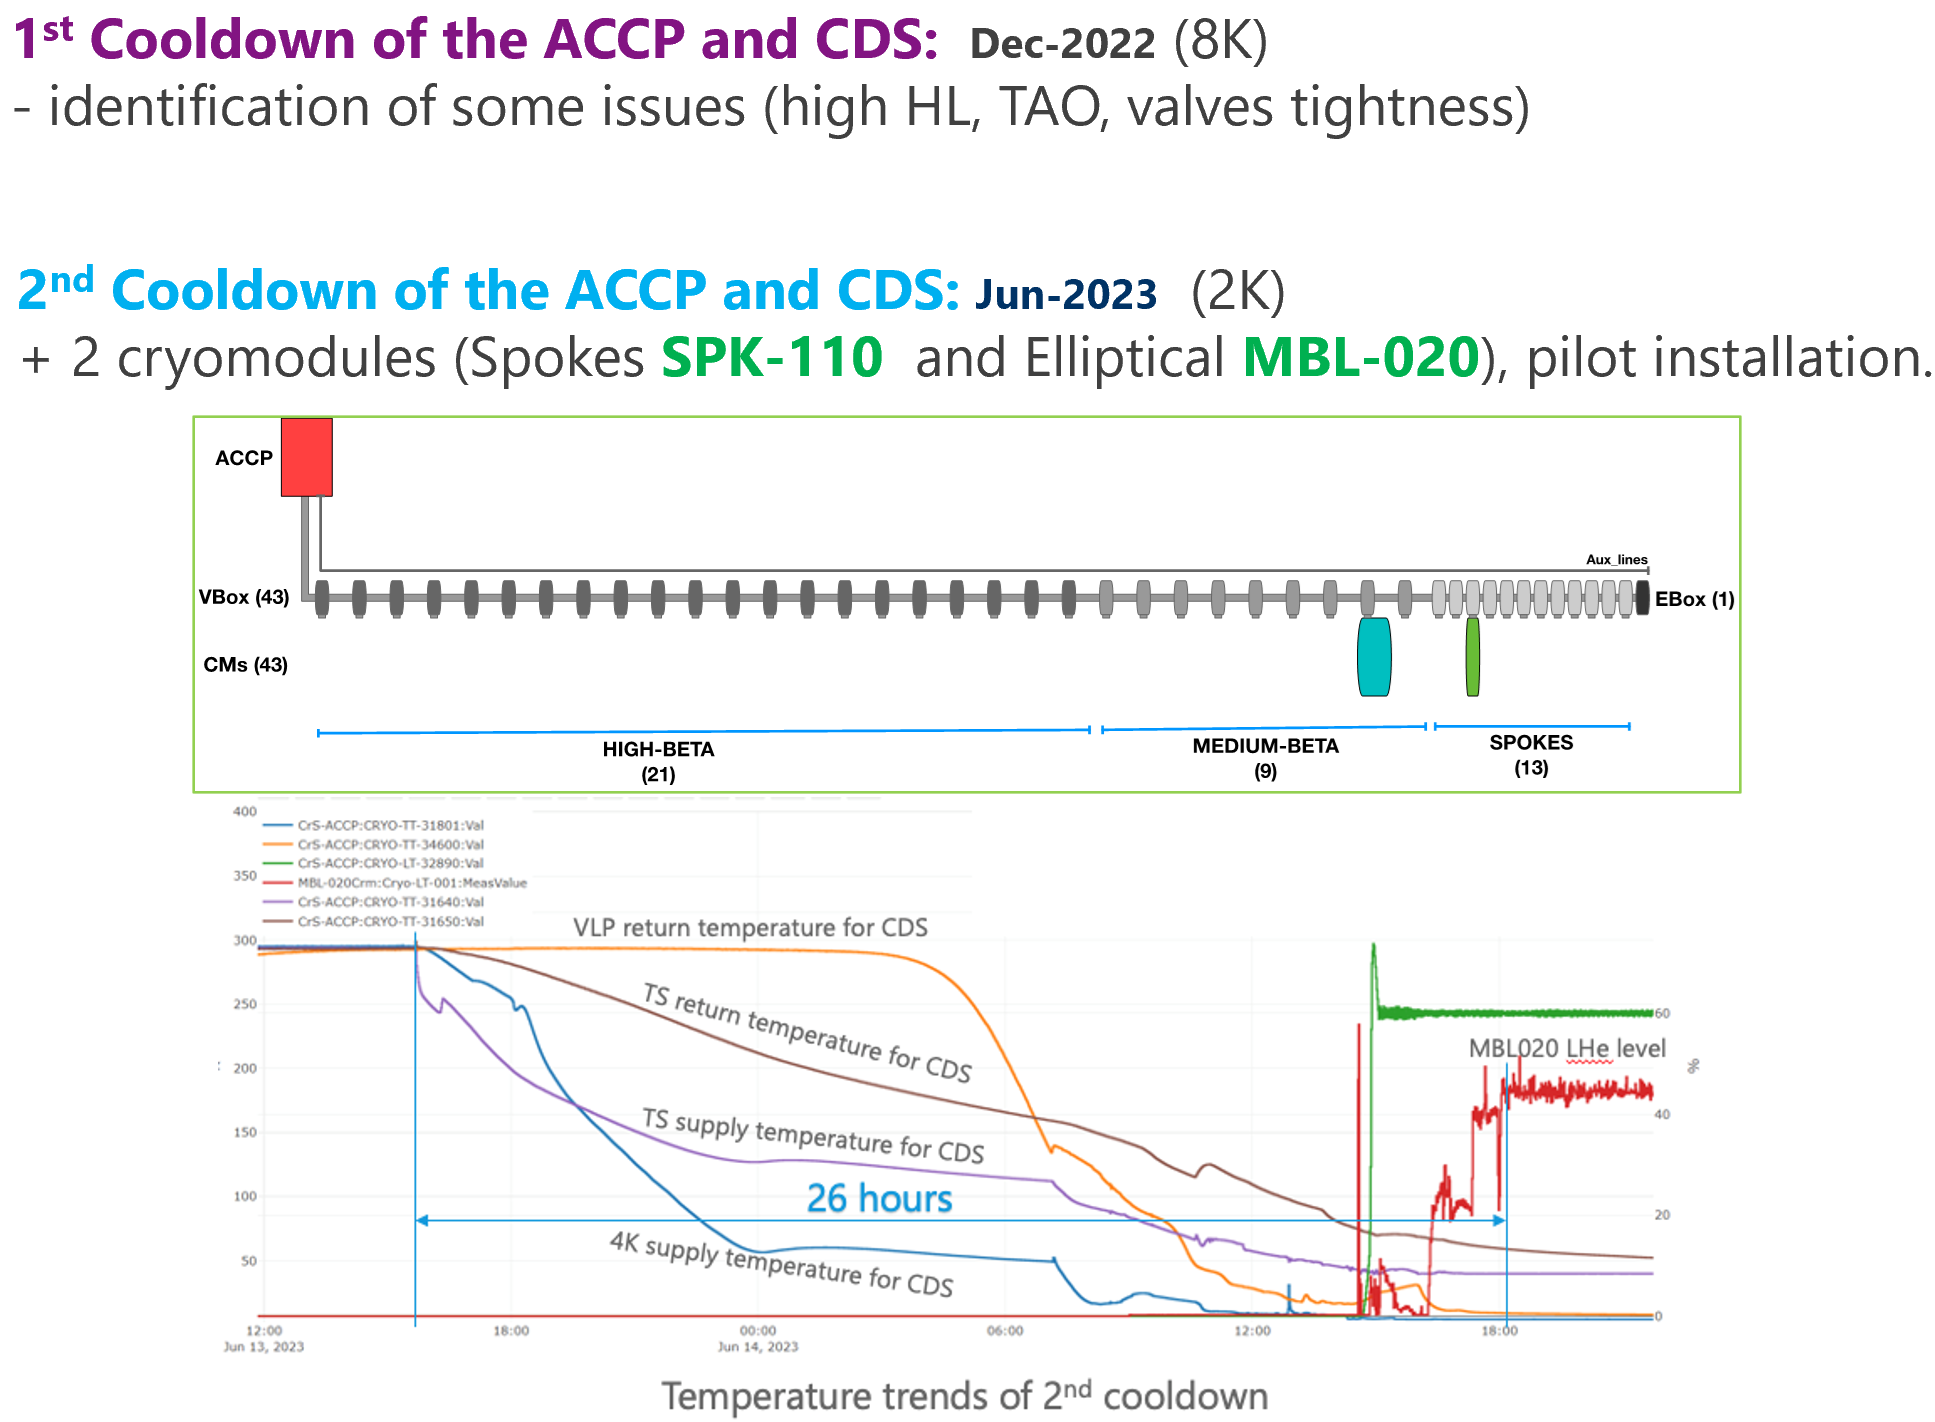 1st Cooldown of the ACCP and CDS: Dec-2022 (8K)
- identification of some issues (high HL, TAO, valves tightness)
2nd Cooldown of the ACCP and CDS: Jun-2023 (2K)
+ 2 cryomodules (Spokes SPK-110 and Elliptical MBL-020), pilot installation.
ACCP
Aux_lines
VBox (43)
EBox (1)
CMs (43)
HIGH-BETA
(21)
MEDIUM-BETA
(9)
SPOKES
(13)
400
350
300
250
200
150
100
50
CrS-ACCP:CRYO-TT-31801:Val
CrS-ACCP:CRYO-TT-34600:Val
CrS-ACCP:CRYO-LT-32890:Val
MBL-020Crm:Cryo-LT-001:MeasValue
CrS-ACCP:CRYO-TT-31640:Val
CrS-ACCP:CRYO-TT-31650:Val
VLP return temperature for CDS
TS return temperature for CDS
TS supply temperature for CDS
26 hours
4K supply temperature for CDS
MBL020 LHe level
60
40
20
0
%
12:00
Jun 13, 2023
18:00
00:00
Jun 14, 2023
06:00
12:00
18:00
Temperature trends of 2nd cooldown